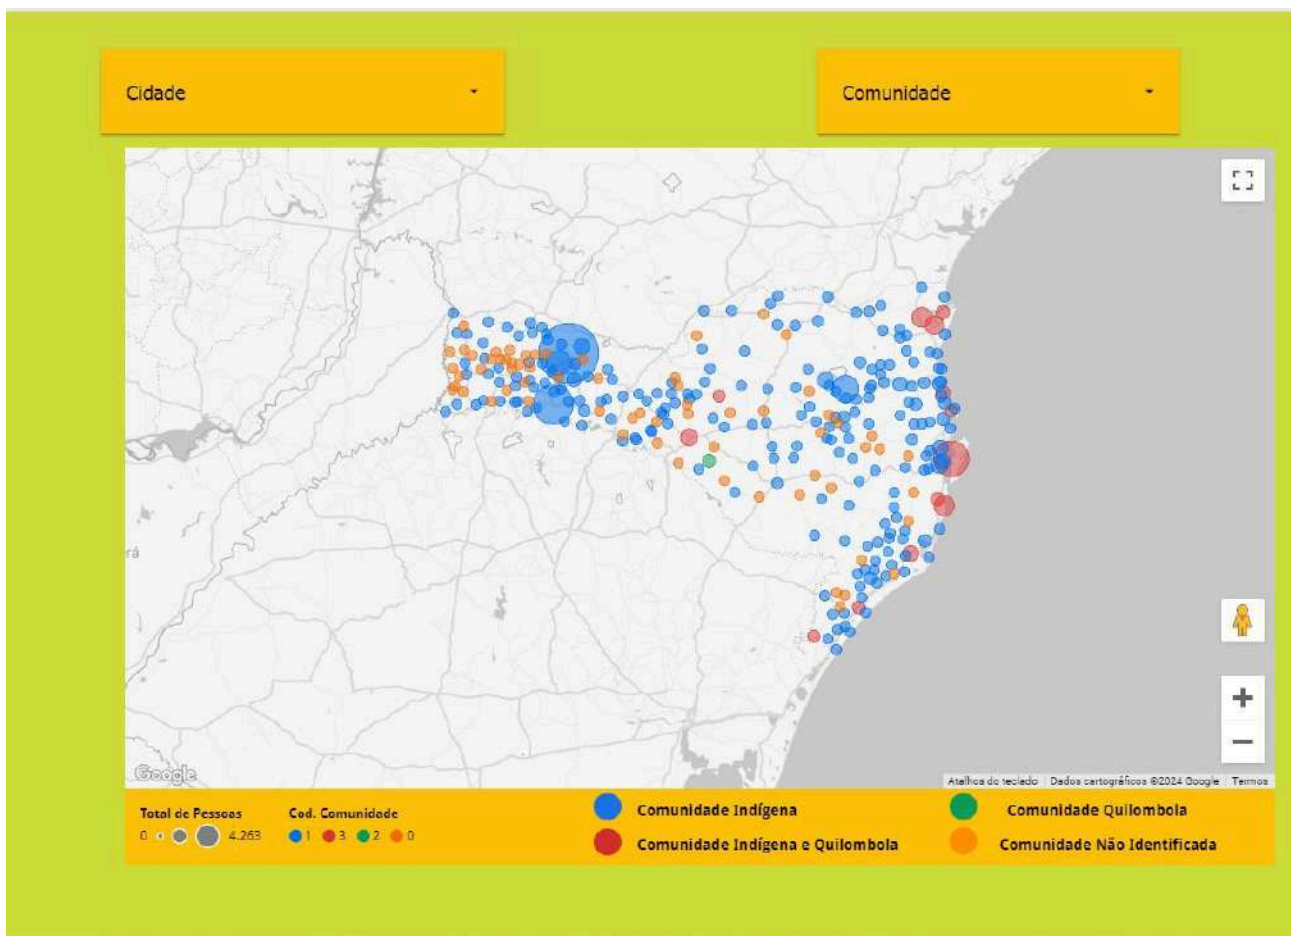 Cidade
Comunidade
rá
Google
Atalhos do teclado
Dados cartográficos ©2024 Google
Termos
Total de Pessoas
0
4.263
Cod. Comunidade
1
3
2
0
Comunidade Indígena
Comunidade Quilombola
Comunidade Indígena e Quilombola
Comunidade Não Identificada